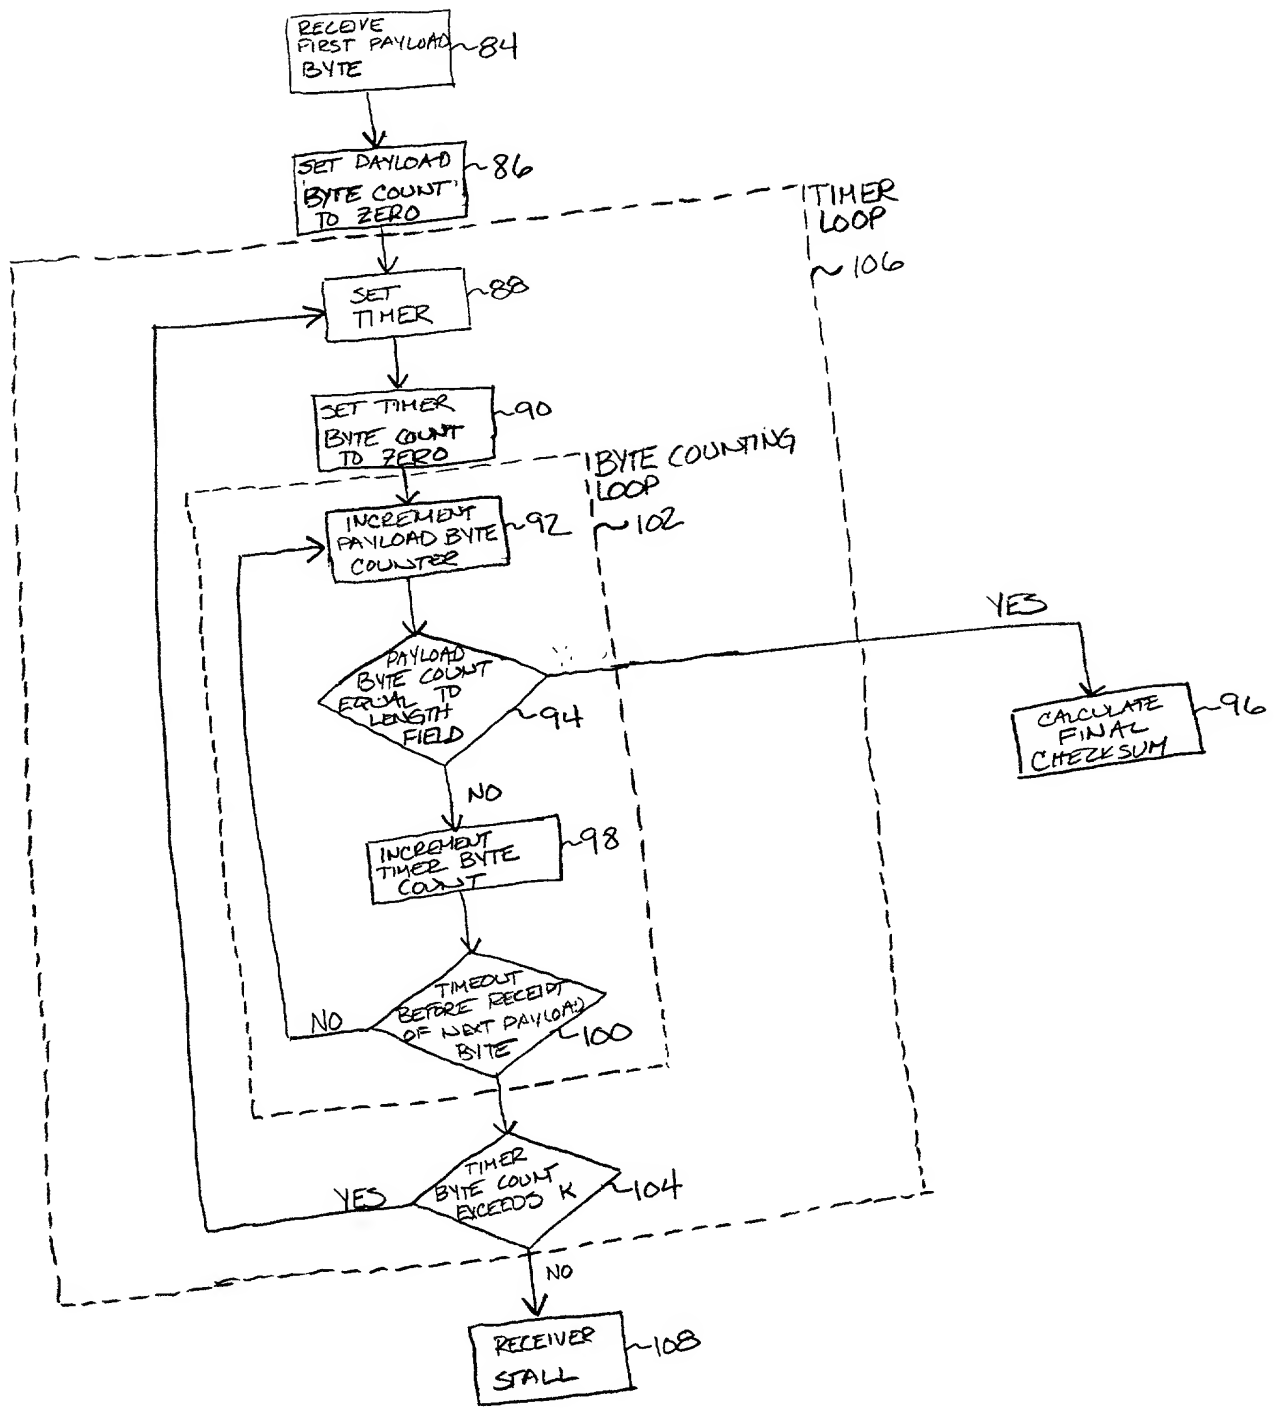 RECEIVE
FIRST PAYLOAD
BYTE
84
SET PAYLOAD
BYTE COUNT
TO ZERO
86
TIMER
LOOP
106
SET
TIMER
88
SET TIMER
BYTE COUNT
TO ZERO
90
BYTE COUNTING
LOOP
102
INCREMENT
PAYLOAD BYTE
COUNTER
92
YES
PAYLOAD
BYTE COUNT
EQUAL TO
LENGTH
FIELD
94
CALCULATE
FINAL
CHECKSUM
96
NO
INCREMENT
TIMER BYTE
COUNT
98
TIMEOUT
BEFORE RECEIPT
OF NEXT PAYLOAD
BYTE
100
NO
TIMER
BYTE COUNT
EXCEEDS K
104
YES
NO
RECEIVER
STALL
108